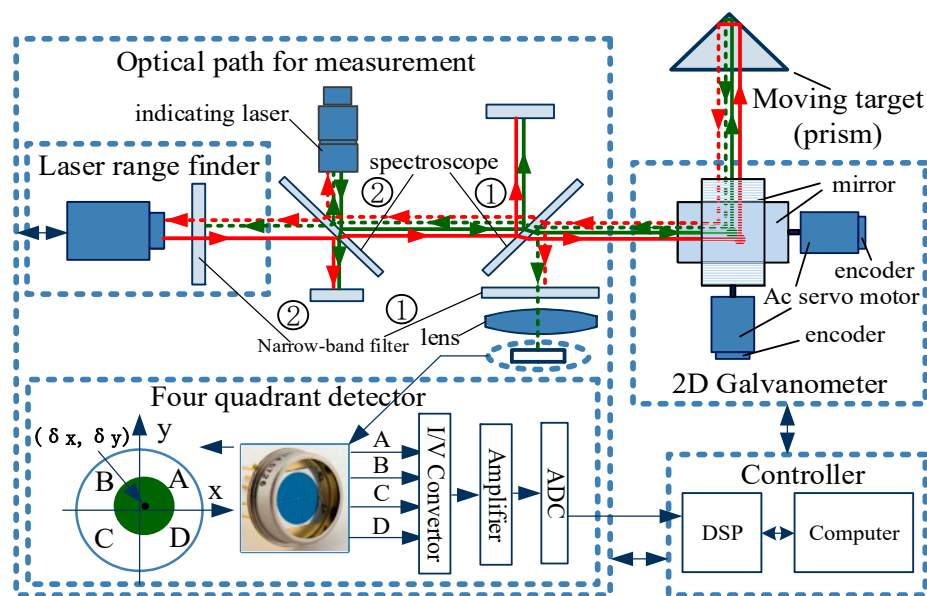 Optical path for measurement
indicating laser
Laser range finder
spectroscope
②
①
Moving target
(prism)
mirror
encoder
Ac servo motor
encoder
2D Galvanometer
②
①
Narrow-band filter
lens
Four quadrant detector
(δx, δy)
y
x
B
A
C
D
A
B
C
D
I/V Convertor
Amplifier
ADC
Controller
DSP
Computer